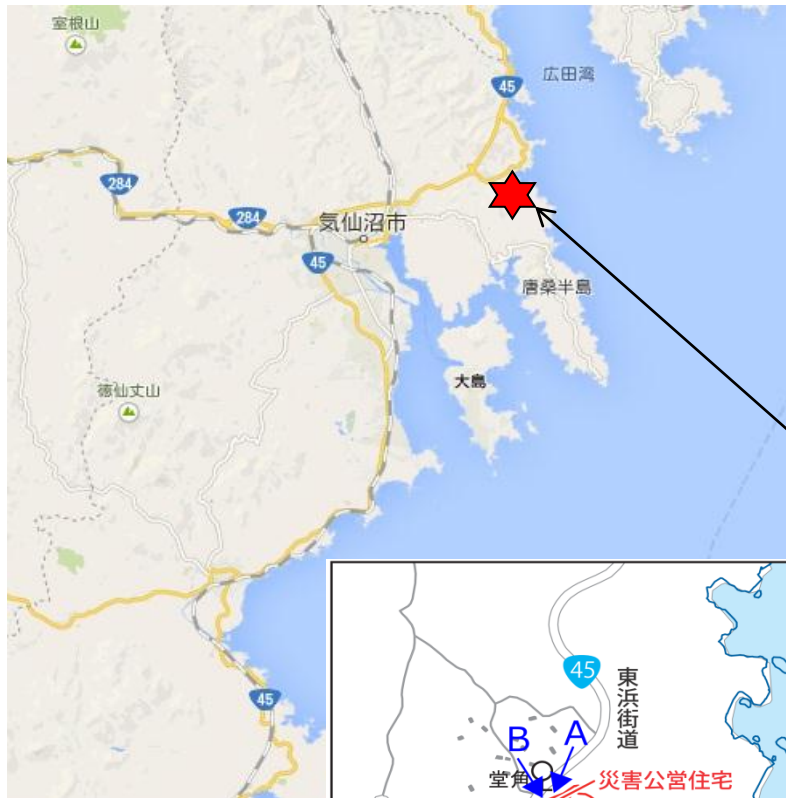 室根山
広田湾
45
284
284
気仙沼市
45
唐桑半島
大島
徳仙丈山
45
45
東浜街道
B
A
堂角
災害公営住宅